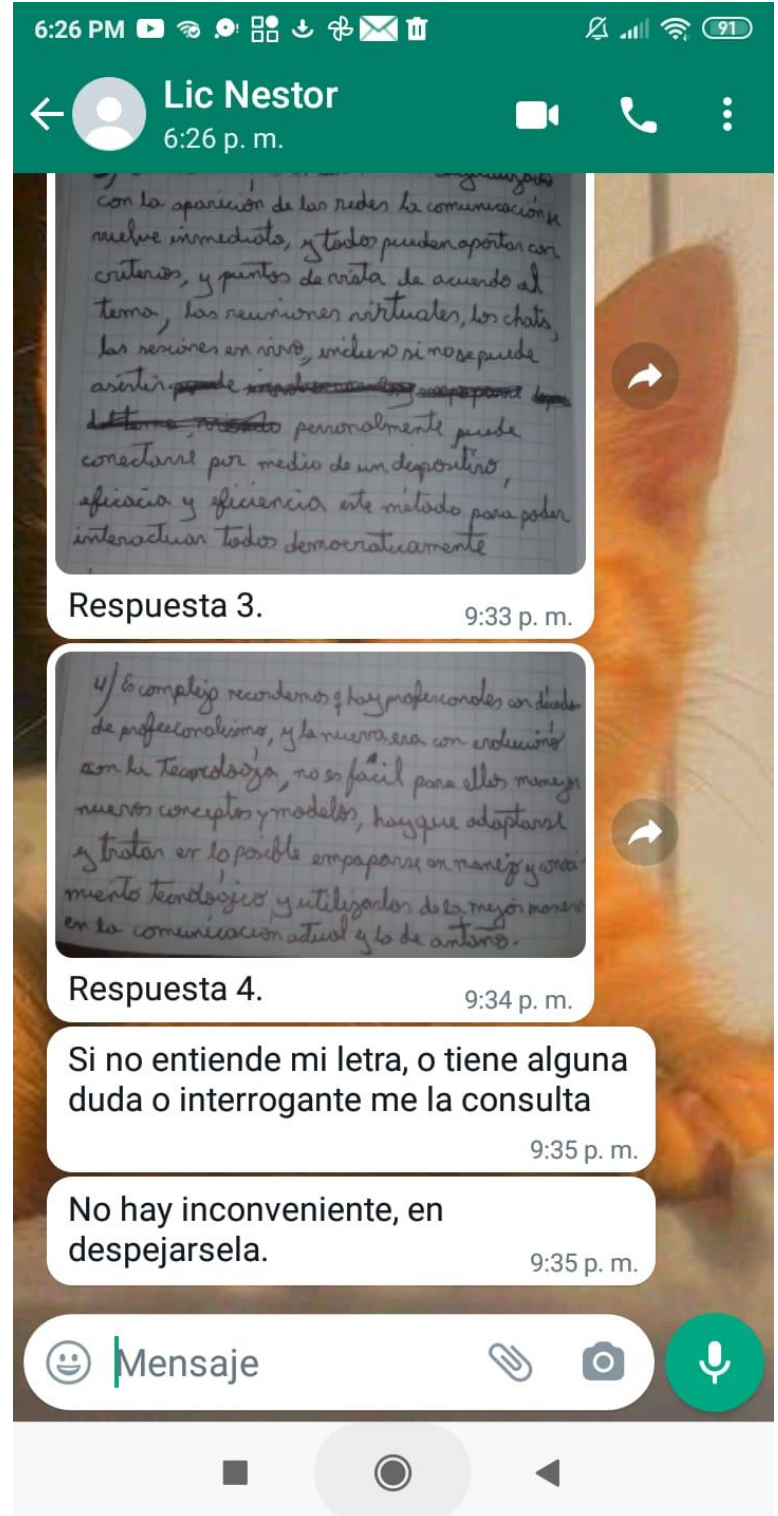 6:26 PM
91
Lic Nestor
6:26 p. m.
con la aparición de las redes la comunicación se
vuelve inmediata, y todos pueden aportar con
criterios, y puntos de vista de acuerdo al
tema, las reuniones virtuales, los chats,
las sesiones en vivo, incluso si no se puede
asistir
personalmente puede
conectarse por medio de un dispositivo,
eficacia y eficiencia este método para poder
interactuar todos democraticamente
Respuesta 3.
9:33 p. m.
4/ Es complejo recordemos q hay profesionales con
de profesionalismo, y la nueva era con
con la Tecnología, no es fácil para ellos manejar
nuevos conceptos y modelos, hay que adaptarse
y tratar en lo posible empaparse en manejo y conoci-
miento tecnologico y utilizarlos de la mejor manera
en la comunicacion actual y la de antaño.
Respuesta 4.
9:34 p. m.
Si no entiende mi letra, o tiene alguna
duda o interrogante me la consulta
9:35 p. m.
No hay inconveniente, en
despejarsela.
9:35 p. m.
Mensaje